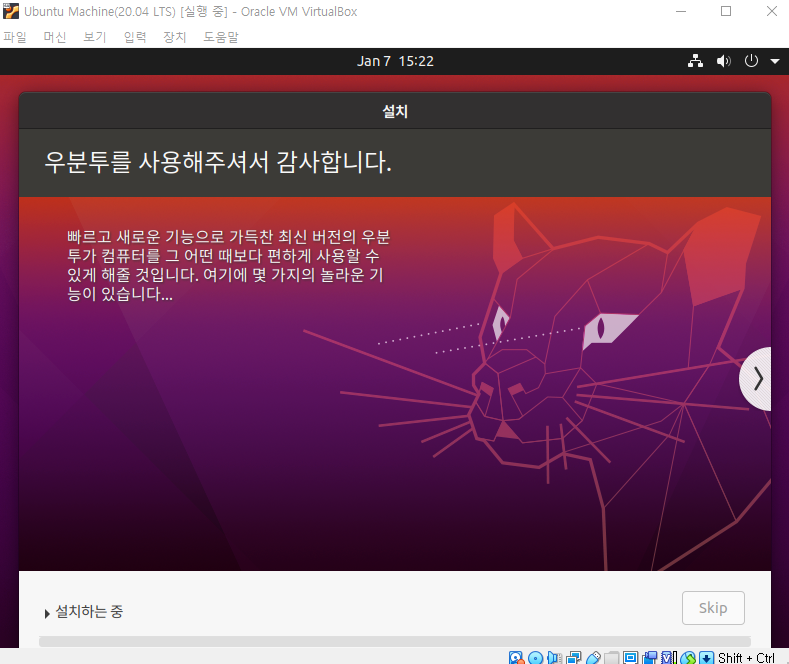 Ubuntu Machine(20.04 LTS) [실행 중] - Oracle VM VirtualBox
파일 머신 보기 입력 장치 도움말
Jan 7 15:22
설치
우분투를 사용해주셔서 감사합니다.
빠르고 새로운 기능으로 가득찬 최신 버전의 우분
투가 컴퓨터를 그 어떤 때보다 편하게 사용할 수
있게 해줄 것입니다. 여기에 몇 가지의 놀라운 기
능이 있습니다...
설치하는 중
Skip
Shift + Ctrl